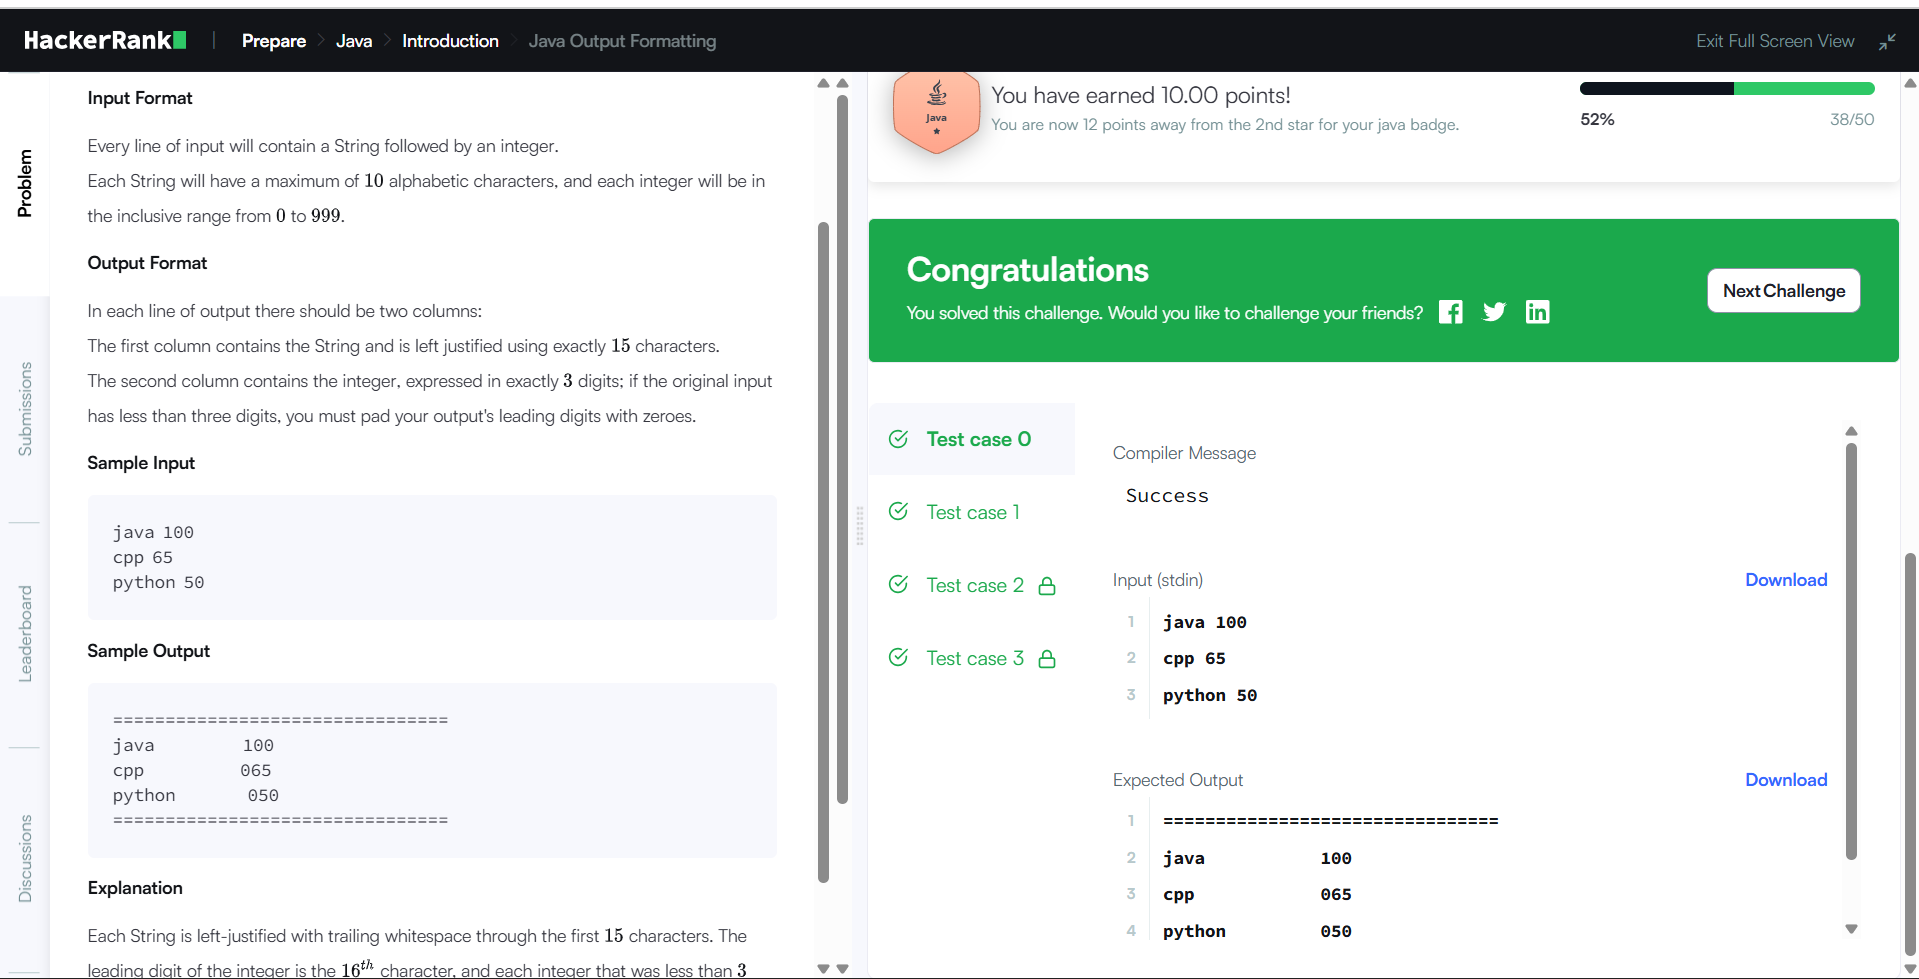 HackerRank
Prepare
Java
Introduction
Java Output Formatting
Exit Full Screen View
Problem
Submissions
Leaderboard
Discussions
Input Format
Every line of input will contain a String followed by an integer.
Each String will have a maximum of 10 alphabetic characters, and each integer will be in
the inclusive range from 0 to 999.
Output Format
In each line of output there should be two columns:
The first column contains the String and is left justified using exactly 15 characters.
The second column contains the integer, expressed in exactly 3 digits; if the original input
has less than three digits, you must pad your output's leading digits with zeroes.
Sample Input
java 100
cpp 65
python 50
Sample Output
================================
java           100
cpp            065
python         050
================================
Explanation
Each String is left-justified with trailing whitespace through the first 15 characters. The
leading digit of the integer is the 16th character, and each integer that was less than 3
Java
You have earned 10.00 points!
You are now 12 points away from the 2nd star for your java badge.
52%
38/50
Congratulations
You solved this challenge. Would you like to challenge your friends?
Next Challenge
Test case 0
Test case 1
Test case 2
Test case 3
Compiler Message
Success
Input (stdin)
Download
1 java 100
2 cpp 65
3 python 50
Expected Output
Download
1 ================================
2 java           100
3 cpp            065
4 python         050